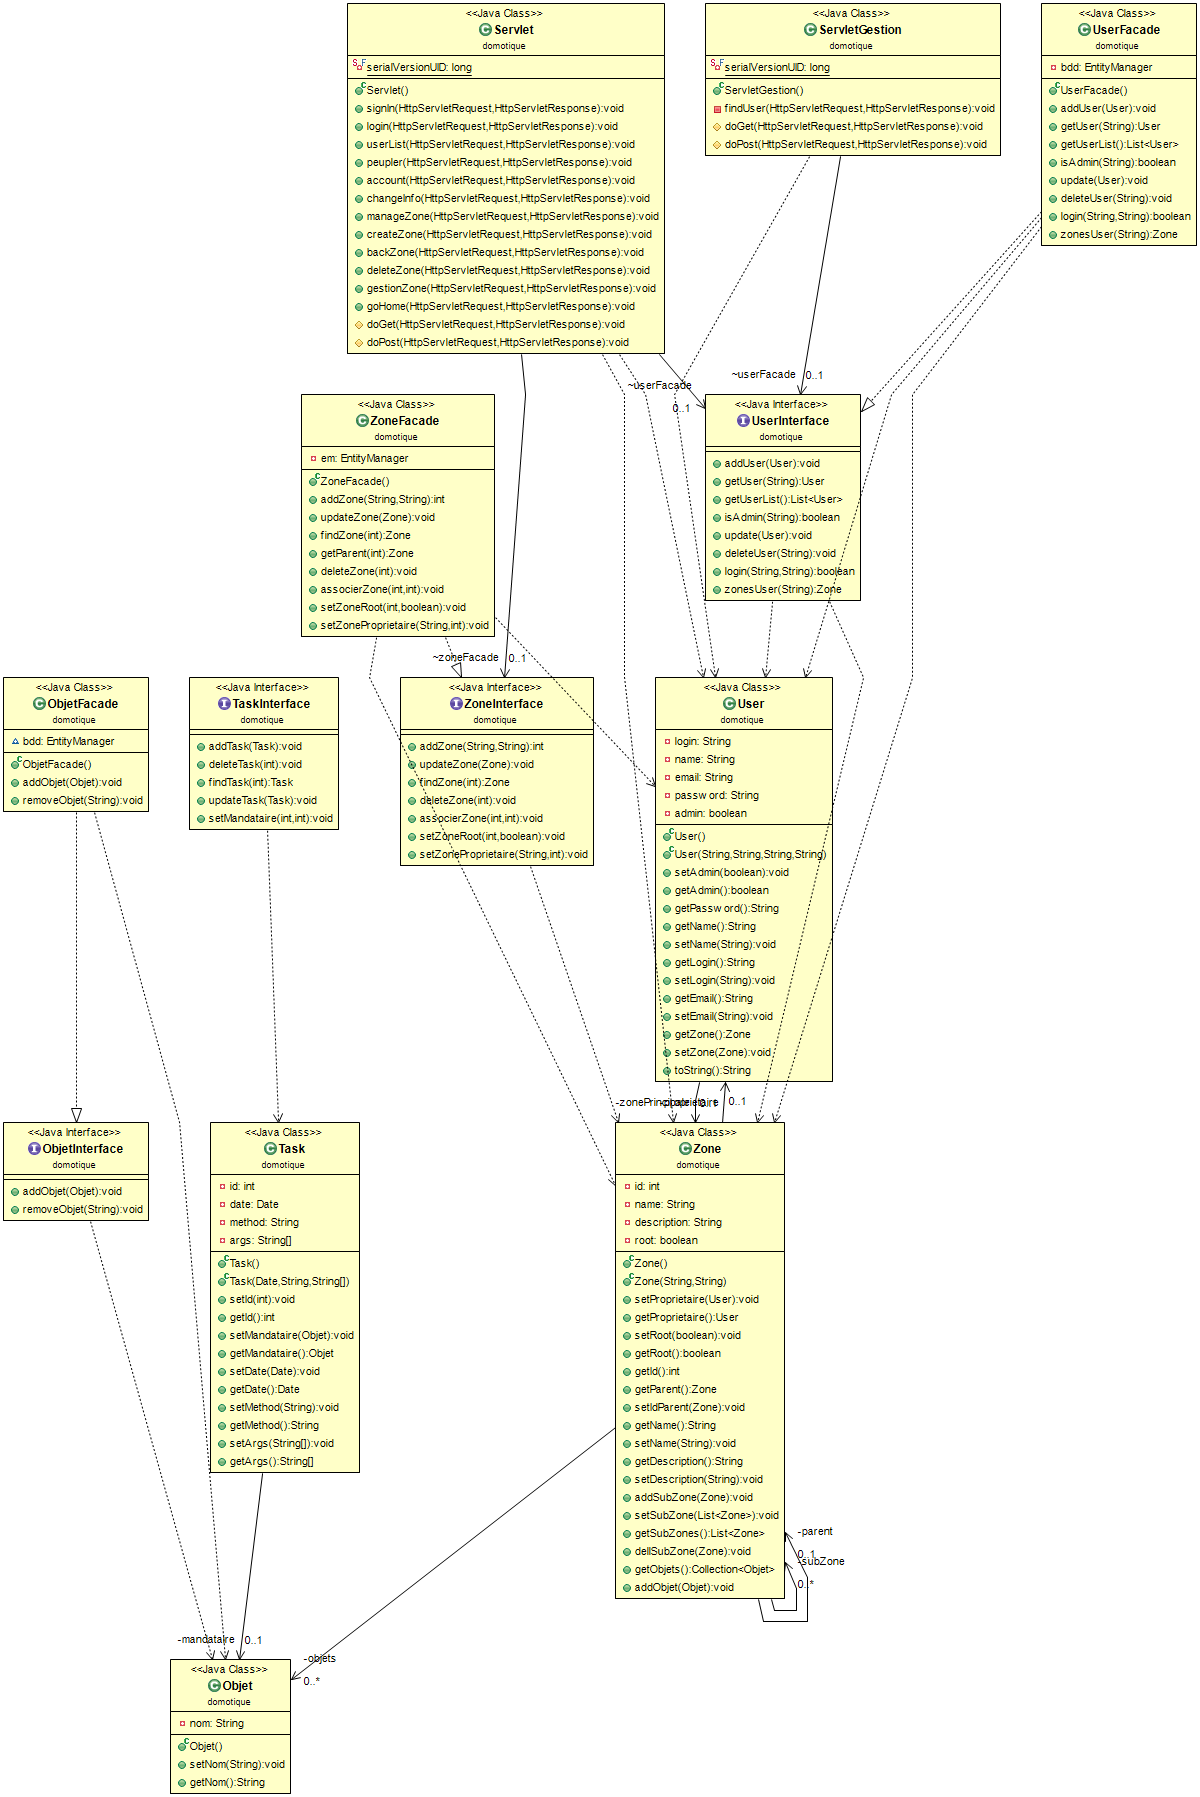 <<Java Class>>
Servlet
domotique
serialVersionUID: long
Servlet()
signIn(HttpServletRequest,HttpServletResponse):void
login(HttpServletRequest,HttpServletResponse):void
userList(HttpServletRequest,HttpServletResponse):void
peupler(HttpServletRequest,HttpServletResponse):void
account(HttpServletRequest,HttpServletResponse):void
changeInfo(HttpServletRequest,HttpServletResponse):void
manageZone(HttpServletRequest,HttpServletResponse):void
createZone(HttpServletRequest,HttpServletResponse):void
backZone(HttpServletRequest,HttpServletResponse):void
deleteZone(HttpServletRequest,HttpServletResponse):void
gestionZone(HttpServletRequest,HttpServletResponse):void
goHome(HttpServletRequest,HttpServletResponse):void
doGet(HttpServletRequest,HttpServletResponse):void
doPost(HttpServletRequest,HttpServletResponse):void
<<Java Class>>
ServletGestion
domotique
serialVersionUID: long
ServletGestion()
findUser(HttpServletRequest,HttpServletResponse):void
doGet(HttpServletRequest,HttpServletResponse):void
doPost(HttpServletRequest,HttpServletResponse):void
<<Java Class>>
UserFacade
domotique
bdd: EntityManager
UserFacade()
addUser(User):void
getUser(String):User
getUserList():List<User>
isAdmin(String):boolean
update(User):void
deleteUser(String):void
login(String,String):boolean
zonesUser(String):Zone
~userFacade
0..1
~userFacade
0..1
<<Java Class>>
ZoneFacade
domotique
em: EntityManager
ZoneFacade()
addZone(String,String):int
updateZone(Zone):void
findZone(int):Zone
getParent(int):Zone
deleteZone(int):void
associerZone(int,int):void
setZoneRoot(int,boolean):void
setZoneProprietaire(String,int):void
<<Java Interface>>
UserInterface
domotique
addUser(User):void
getUser(String):User
getUserList():List<User>
isAdmin(String):boolean
update(User):void
deleteUser(String):void
login(String,String):boolean
zonesUser(String):Zone
~zoneFacade
0..1
<<Java Class>>
ObjetFacade
domotique
bdd: EntityManager
ObjetFacade()
addObjet(Objet):void
removeObjet(String):void
<<Java Interface>>
TaskInterface
domotique
addTask(Task):void
deleteTask(int):void
findTask(int):Task
updateTask(Task):void
setMandataire(int,int):void
<<Java Interface>>
ZoneInterface
domotique
addZone(String,String):int
updateZone(Zone):void
findZone(int):Zone
deleteZone(int):void
associerZone(int,int):void
setZoneRoot(int,boolean):void
setZoneProprietaire(String,int):void
<<Java Class>>
User
domotique
login: String
name: String
email: String
password: String
admin: boolean
User()
User(String,String,String,String)
setAdmin(boolean):void
getAdmin():boolean
getPassword():String
getName():String
setName(String):void
getLogin():String
setLogin(String):void
getEmail():String
setEmail(String):void
getZone():Zone
setZone(Zone):void
toString():String
-zonePrincipale
0..1
-proprietaire
0..1
<<Java Interface>>
ObjetInterface
domotique
addObjet(Objet):void
removeObjet(String):void
<<Java Class>>
Task
domotique
id: int
date: Date
method: String
args: String[]
Task()
Task(Date,String,String[])
setId(int):void
getId():int
setMandataire(Objet):void
getMandataire():Objet
setDate(Date):void
getDate():Date
setMethod(String):void
getMethod():String
setArgs(String[]):void
getArgs():String[]
<<Java Class>>
Zone
domotique
id: int
name: String
description: String
root: boolean
Zone()
Zone(String,String)
setProprietaire(User):void
getProprietaire():User
setRoot(boolean):void
getRoot():boolean
getId():int
getParent():Zone
setIdParent(Zone):void
getName():String
setName(String):void
getDescription():String
setDescription(String):void
addSubZone(Zone):void
setSubZone(List<Zone>):void
getSubZones():List<Zone>
dellSubZone(Zone):void
getObjets():Collection<Objet>
addObjet(Objet):void
-parent
0..1
-subZone
0..*
-mandataire
0..1
-objets
0..*
<<Java Class>>
Objet
domotique
nom: String
Objet()
setNom(String):void
getNom():String